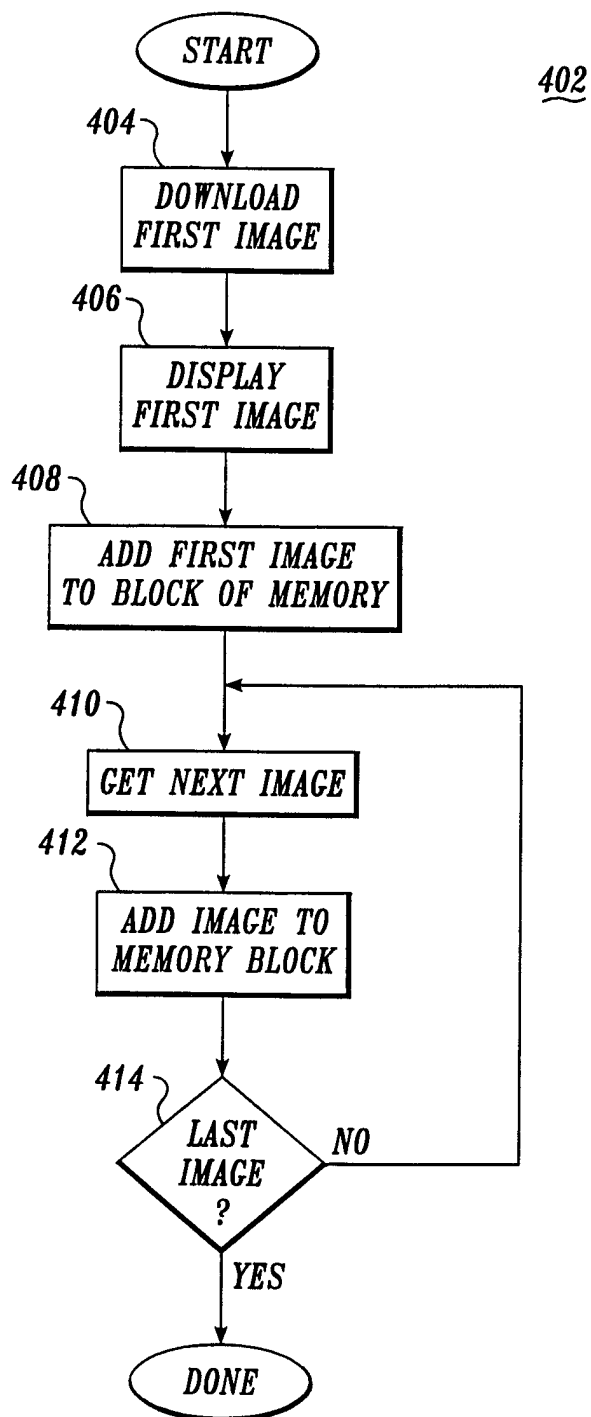 START
402
404
DOWNLOAD
FIRST IMAGE
406
DISPLAY
FIRST IMAGE
408
ADD FIRST IMAGE
TO BLOCK OF MEMORY
410
GET NEXT IMAGE
412
ADD IMAGE TO
MEMORY BLOCK
414
LAST
IMAGE
?
NO
YES
DONE